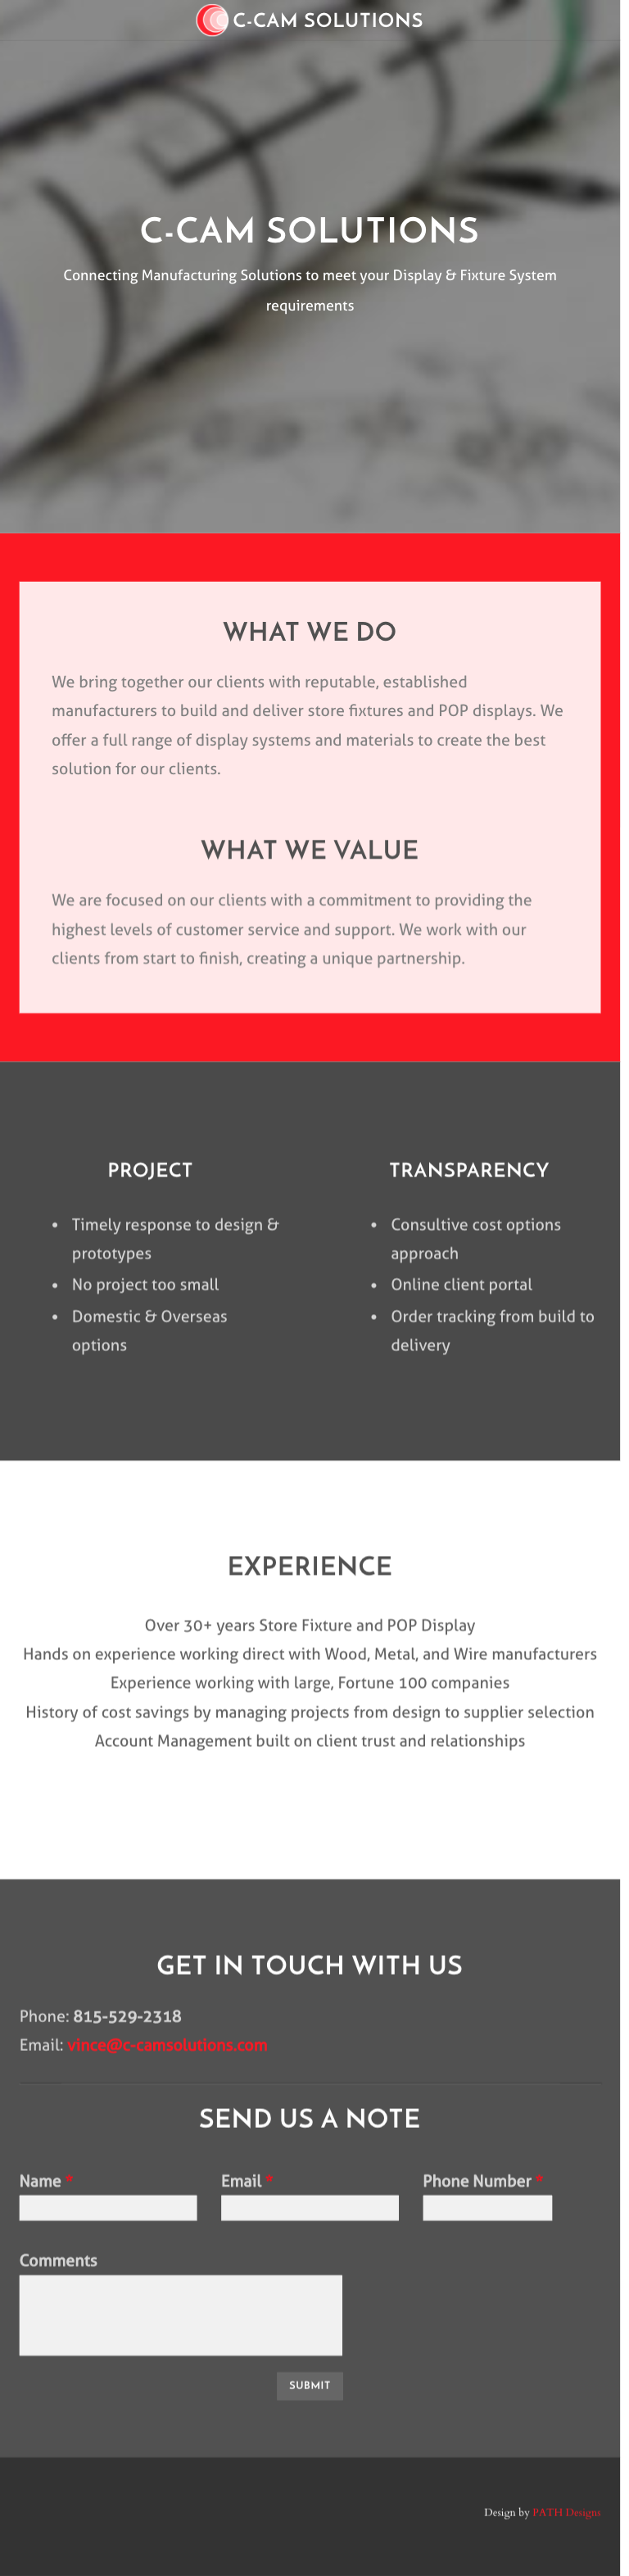 C-CAM SOLUTIONS
C-CAM SOLUTIONS
Connecting Manufacturing Solutions to meet your Display & Fixture System
requirements
WHAT WE DO
We bring together our clients with reputable, established
manufacturers to build and deliver store fixtures and POP displays. We
offer a full range of display systems and materials to create the best
solution for our clients.
WHAT WE VALUE
We are focused on our clients with a commitment to providing the
highest levels of customer service and support. We work with our
clients from start to finish, creating a unique partnership.
PROJECT
• Timely response to design &
prototypes
• No project too small
• Domestic & Overseas
options
TRANSPARENCY
• Consultive cost options
approach
• Online client portal
• Order tracking from build to
delivery
EXPERIENCE
Over 30+ years Store Fixture and POP Display
Hands on experience working direct with Wood, Metal, and Wire manufacturers
Experience working with large, Fortune 100 companies
History of cost savings by managing projects from design to supplier selection
Account Management built on client trust and relationships
GET IN TOUCH WITH US
Phone: 815-529-2318
Email: vince@c-camsolutions.com
SEND US A NOTE
Name * Email * Phone Number *
Comments
SUBMIT
Design by PATH Designs